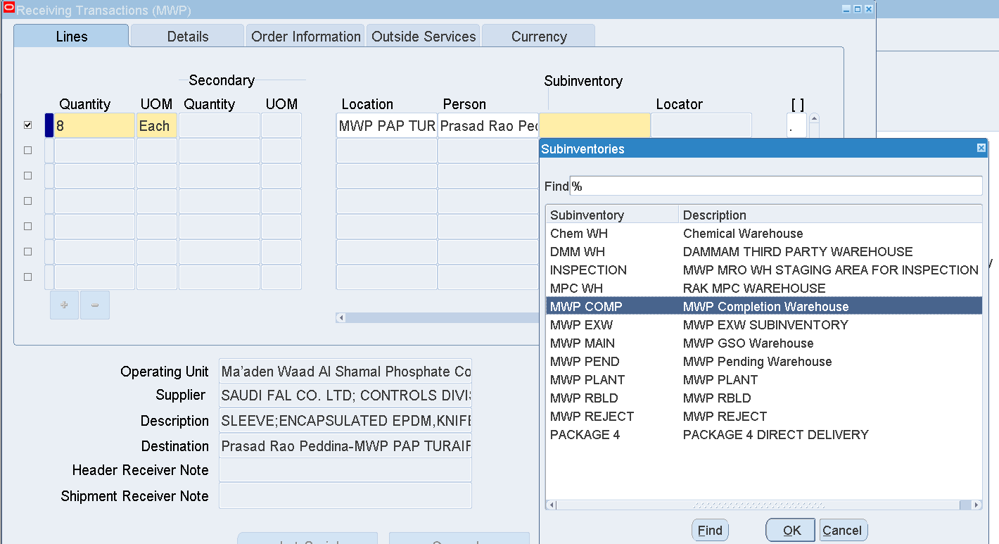 Receiving Transactions (MWP)
Lines Details Order Information Outside Services Currency
Secondary
Subinventory
Quantity UOM Quantity UOM Location Person Locator [ ]
8 Each MWP PAP TUR Prasad Rao Ped .
Subinventories
Find %
Subinventory Description
Chem WH Chemical Warehouse
DMM WH DAMMAM THIRD PARTY WAREHOUSE
INSPECTION MWP MRO WH STAGING AREA FOR INSPECTION
MPC WH RAK MPC WAREHOUSE
MWP COMP MWP Completion Warehouse
MWP EXW MWP EXW SUBINVENTORY
MWP MAIN MWP GSO Warehouse
MWP PEND MWP Pending Warehouse
MWP PLANT MWP PLANT
MWP RBLD MWP RBLD
MWP REJECT MWP REJECT
PACKAGE 4 PACKAGE 4 DIRECT DELIVERY
Find OK Cancel
Operating Unit Ma'aden Waad Al Shamal Phosphate Co
Supplier SAUDI FAL CO. LTD; CONTROLS DIVIS
Description SLEEVE;ENCAPSULATED EPDM,KNIFE
Destination Prasad Rao Peddina-MWP PAP TURAIF
Header Receiver Note
Shipment Receiver Note